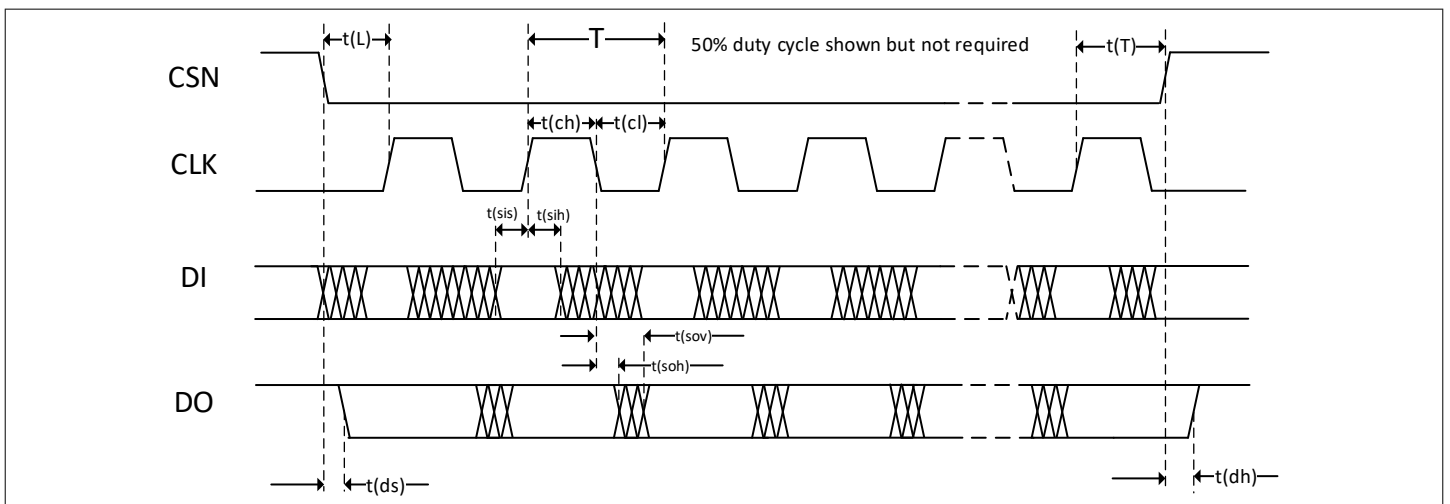 t(L)
T
50% duty cycle shown but not required
t(T)
CSN
t(ch)
t(cl)
CLK
t(sis)
t(sih)
DI
t(sov)
t(soh)
DO
t(ds)
t(dh)